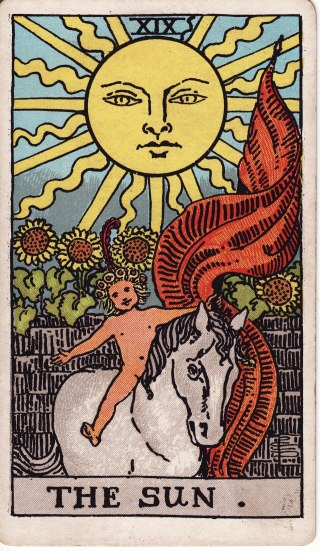 XIX
THE SUN .